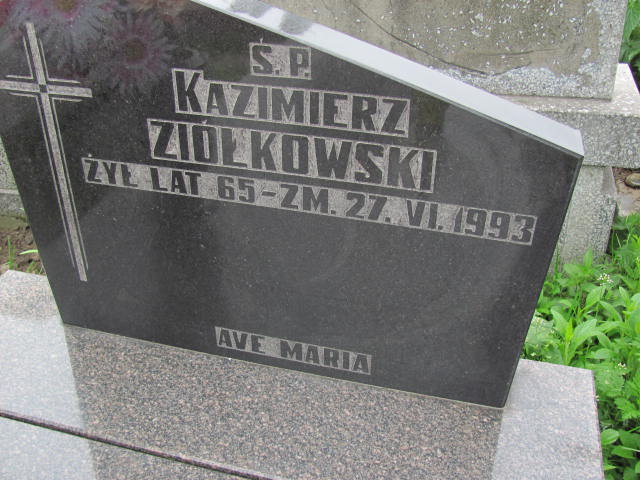 Ś.P.
KAZIMIERZ
ZIÓŁKOWSKI
ŻYŁ LAT 65-ZM. 27. VI. 1993
AVE MARIA